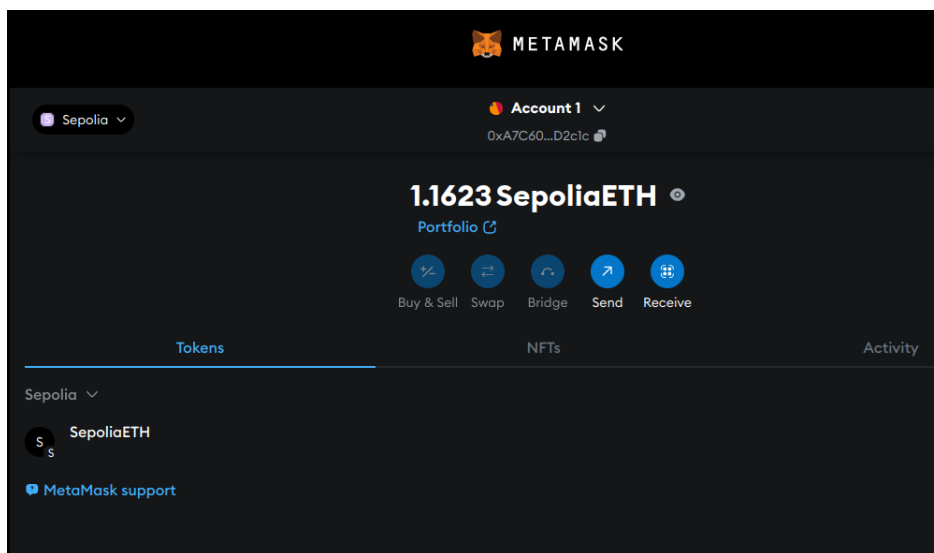 METAMASK
S Sepolia
Account 1
0xA7C60...D2c1c
1.1623 SepoliaETH
Portfolio
Buy & Sell Swap Bridge Send Receive
Tokens NFTs Activity
Sepolia
SepoliaETH
S
S
MetaMask support